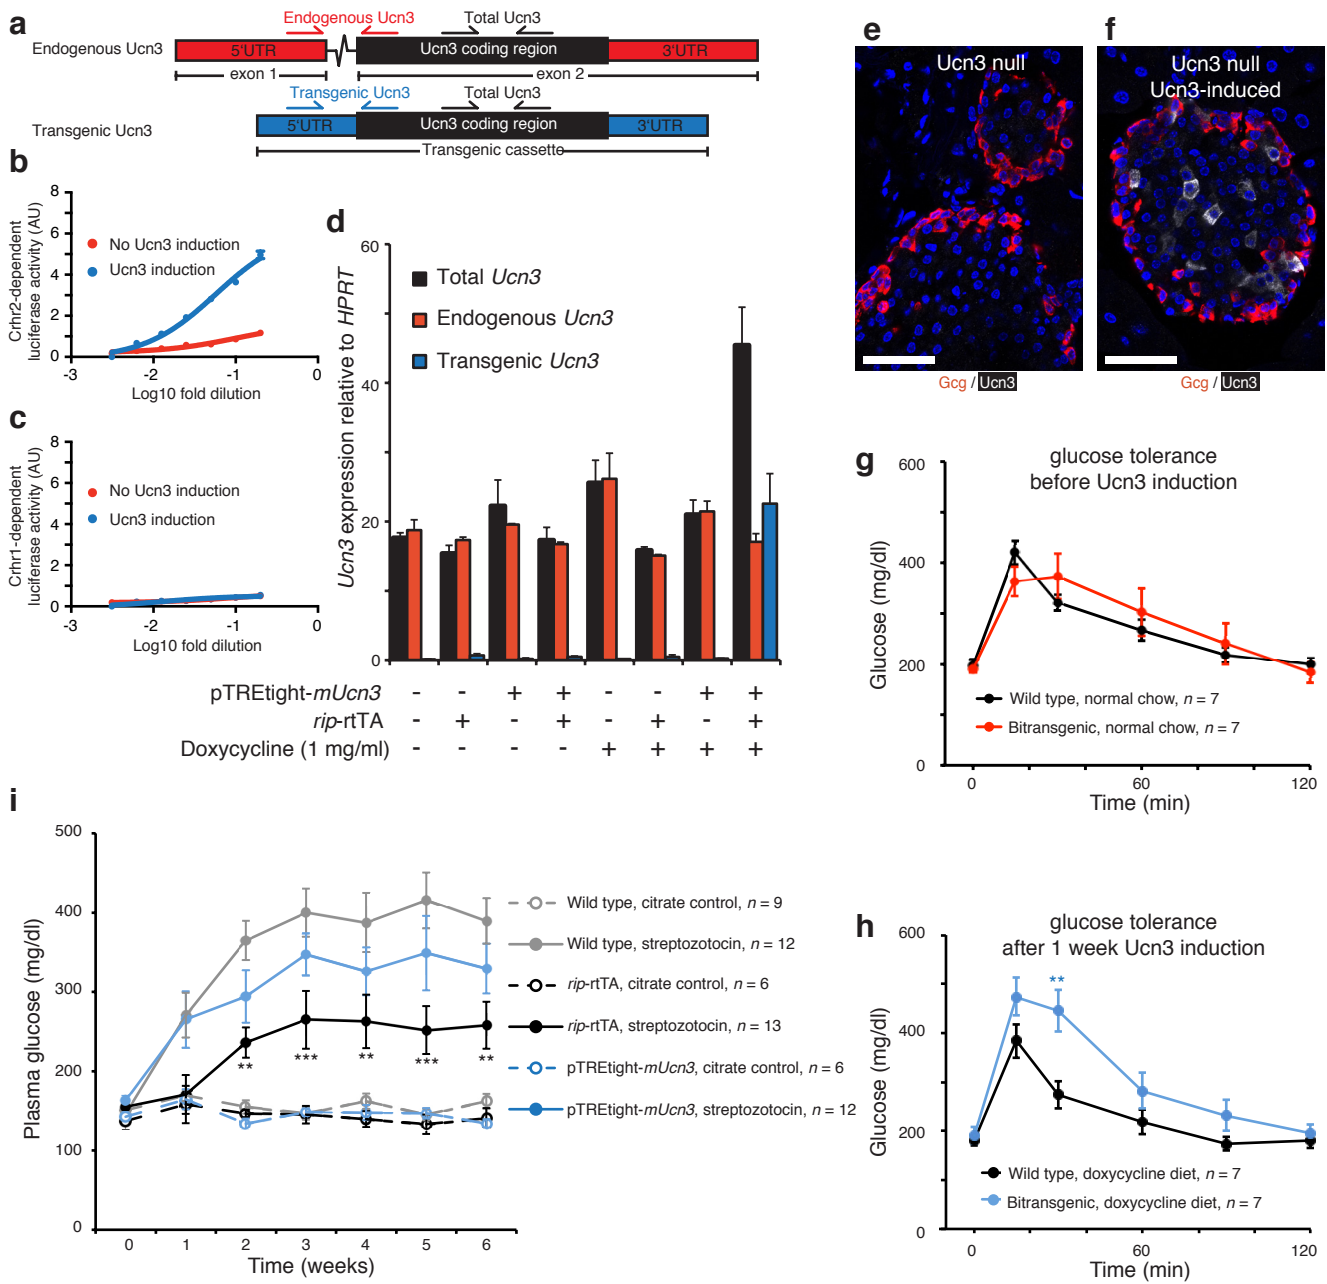 a
Endogenous Ucn3
Total Ucn3
Endogenous Ucn3
5'UTR
Ucn3 coding region
3'UTR
exon 1
exon 2
Transgenic Ucn3
Total Ucn3
Transgenic Ucn3
5'UTR
Ucn3 coding region
3'UTR
Transgenic cassette
b
Crhr2-dependent
luciferase activity (AU)
8
6
4
2
0
No Ucn3 induction
Ucn3 induction
-3
-2
-1
0
Log10 fold dilution
c
Crhr1-dependent
luciferase activity (AU)
8
6
4
2
0
No Ucn3 induction
Ucn3 induction
-3
-2
-1
0
Log10 fold dilution
d
Ucn3 expression relative to HPRT
60
40
20
0
Total Ucn3
Endogenous Ucn3
Transgenic Ucn3
pTREtight-mUcn3 - - + + - - + +
rip-rtTA - + - + - + - +
Doxycycline (1 mg/ml) - - - - + + + +
e
Ucn3 null
Gcg / Ucn3
f
Ucn3 null
Ucn3-induced
Gcg / Ucn3
g
glucose tolerance
before Ucn3 induction
Glucose (mg/dl)
600
400
200
0
Wild type, normal chow, n = 7
Bitransgenic, normal chow, n = 7
0
60
120
Time (min)
h
glucose tolerance
after 1 week Ucn3 induction
Glucose (mg/dl)
600
400
200
0
**
Wild type, doxycycline diet, n = 7
Bitransgenic, doxycycline diet, n = 7
0
60
120
Time (min)
i
Plasma glucose (mg/dl)
500
400
300
200
100
0
**
***
**
***
**
0
1
2
3
4
5
6
Time (weeks)
Wild type, citrate control, n = 9
Wild type, streptozotocin, n = 12
rip-rtTA, citrate control, n = 6
rip-rtTA, streptozotocin, n = 13
pTREtight-mUcn3, citrate control, n = 6
pTREtight-mUcn3, streptozotocin, n = 12